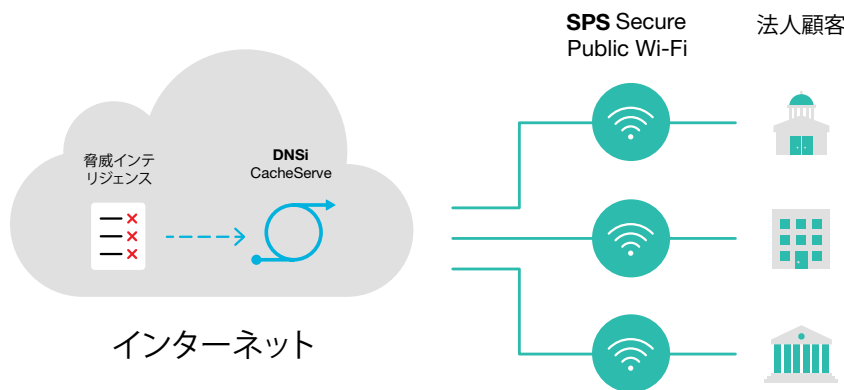 SPS Secure
Public Wi-Fi
法人顧客
脅威インテ
リジェンス
DNSi
CacheServe
インターネット